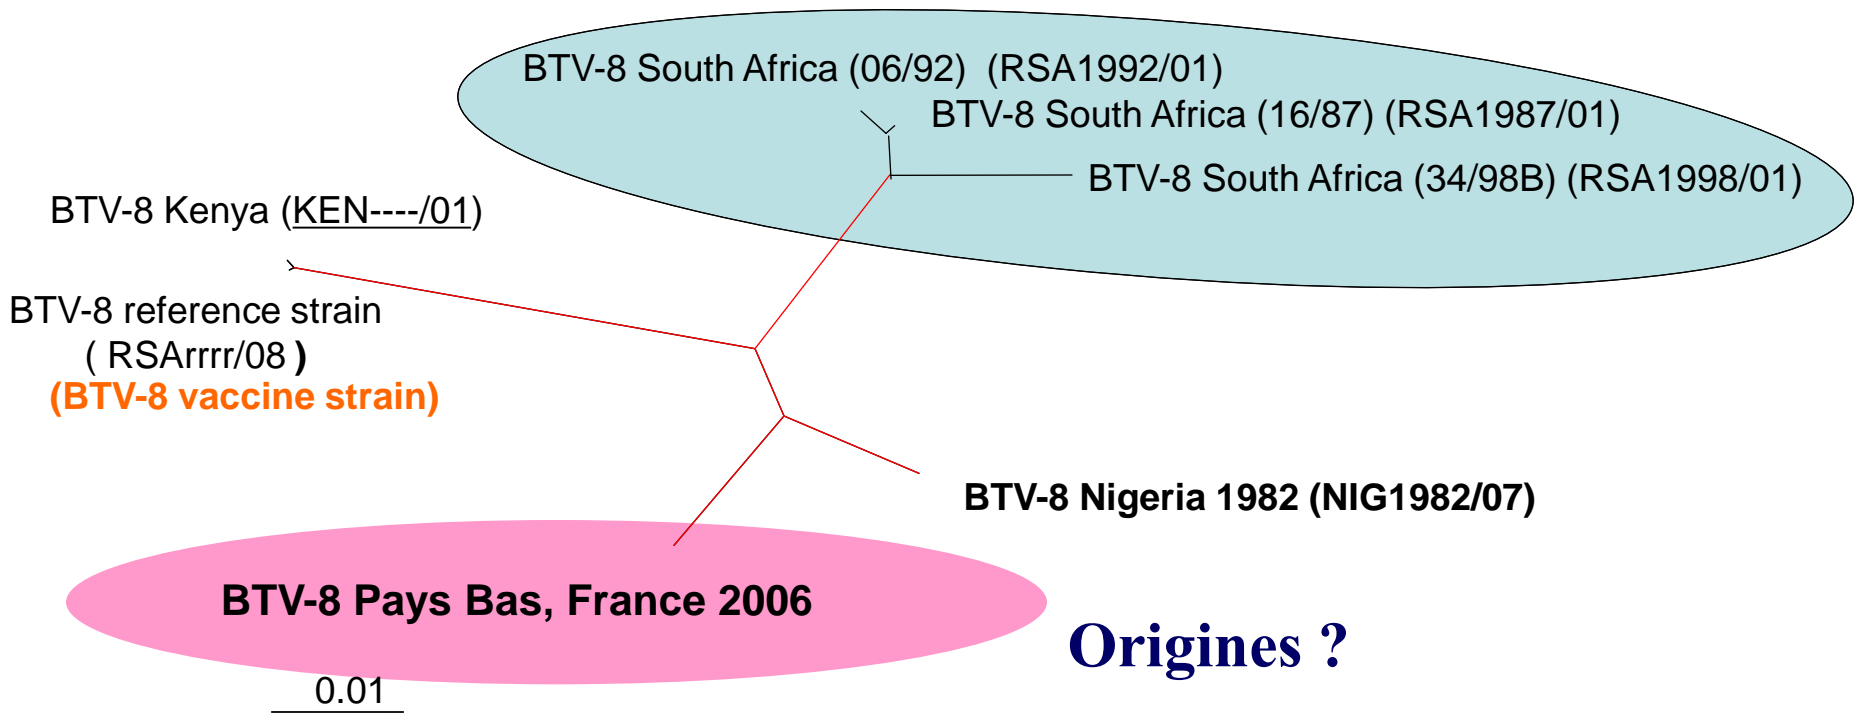 BTV-8 South Africa (06/92) (RSA1992/01)
BTV-8 South Africa (16/87) (RSA1987/01)
BTV-8 South Africa (34/98B) (RSA1998/01)
BTV-8 Kenya (KEN----/01)
BTV-8 reference strain
( RSArrrr/08 )
(BTV-8 vaccine strain)
BTV-8 Nigeria 1982 (NIG1982/07)
BTV-8 Pays Bas, France 2006
Origines ?
0.01